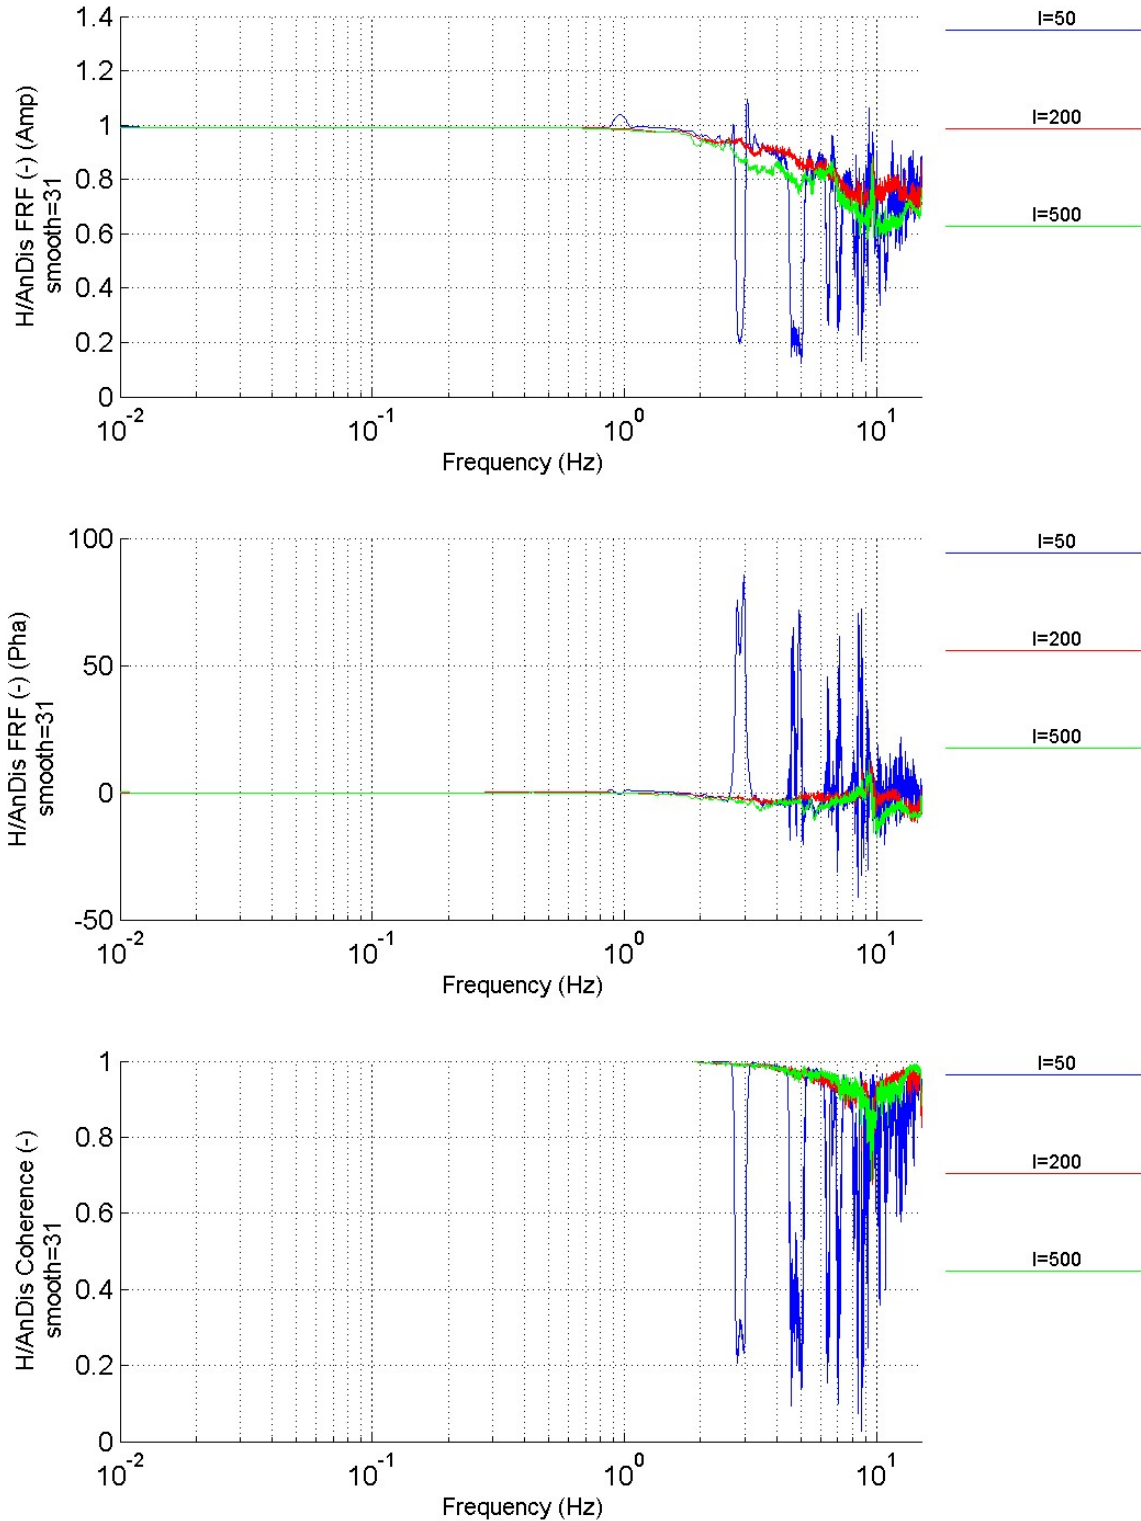 H/AnDis FRF (-) (Amp)
smooth=31
1.4
1.2
1
0.8
0.6
0.4
0.2
0
10-2
10-1
100
101
Frequency (Hz)
I=50
I=200
I=500
H/AnDis FRF (-) (Pha)
smooth=31
100
50
0
-50
10-2
10-1
100
101
Frequency (Hz)
I=50
I=200
I=500
H/AnDis Coherence (-)
smooth=31
1
0.8
0.6
0.4
0.2
0
10-2
10-1
100
101
Frequency (Hz)
I=50
I=200
I=500